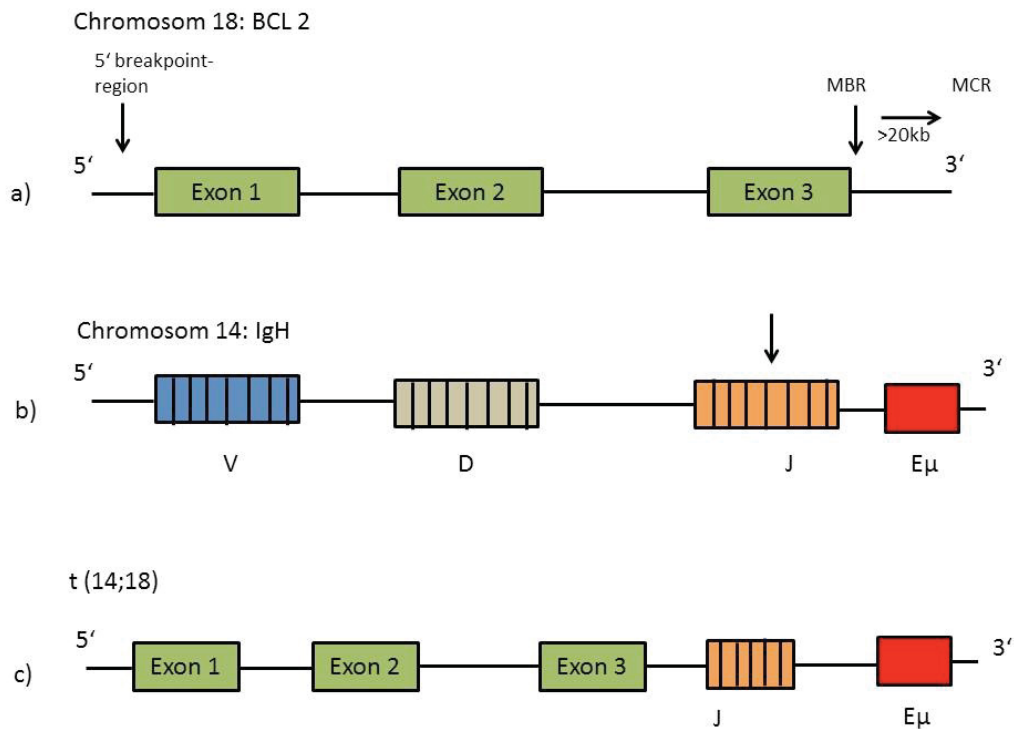 Chromosom 18: BCL 2
5‘ breakpoint-
region
MBR
MCR
>20kb
5‘
3‘
a)
Exon 1
Exon 2
Exon 3
Chromosom 14: IgH
5‘
3‘
b)
V
D
J
Eμ
t (14;18)
5‘
3‘
c)
Exon 1
Exon 2
Exon 3
J
Eμ